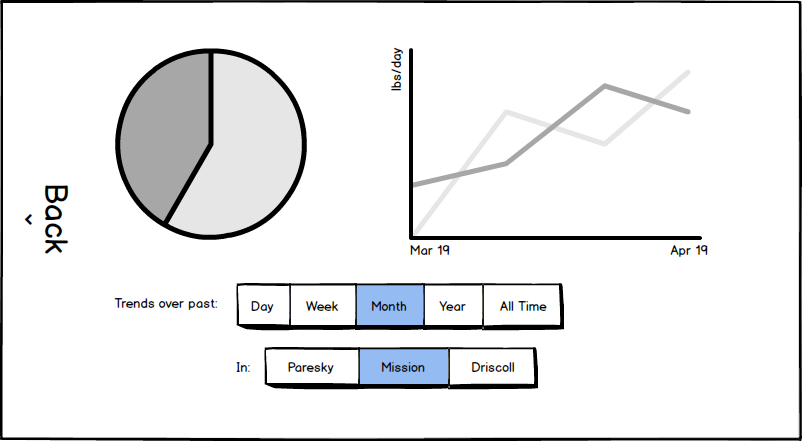 lbs/day
Mar 19
Apr 19
Back
Trends over past: Day Week Month Year All Time
In: Paresky Mission Driscoll